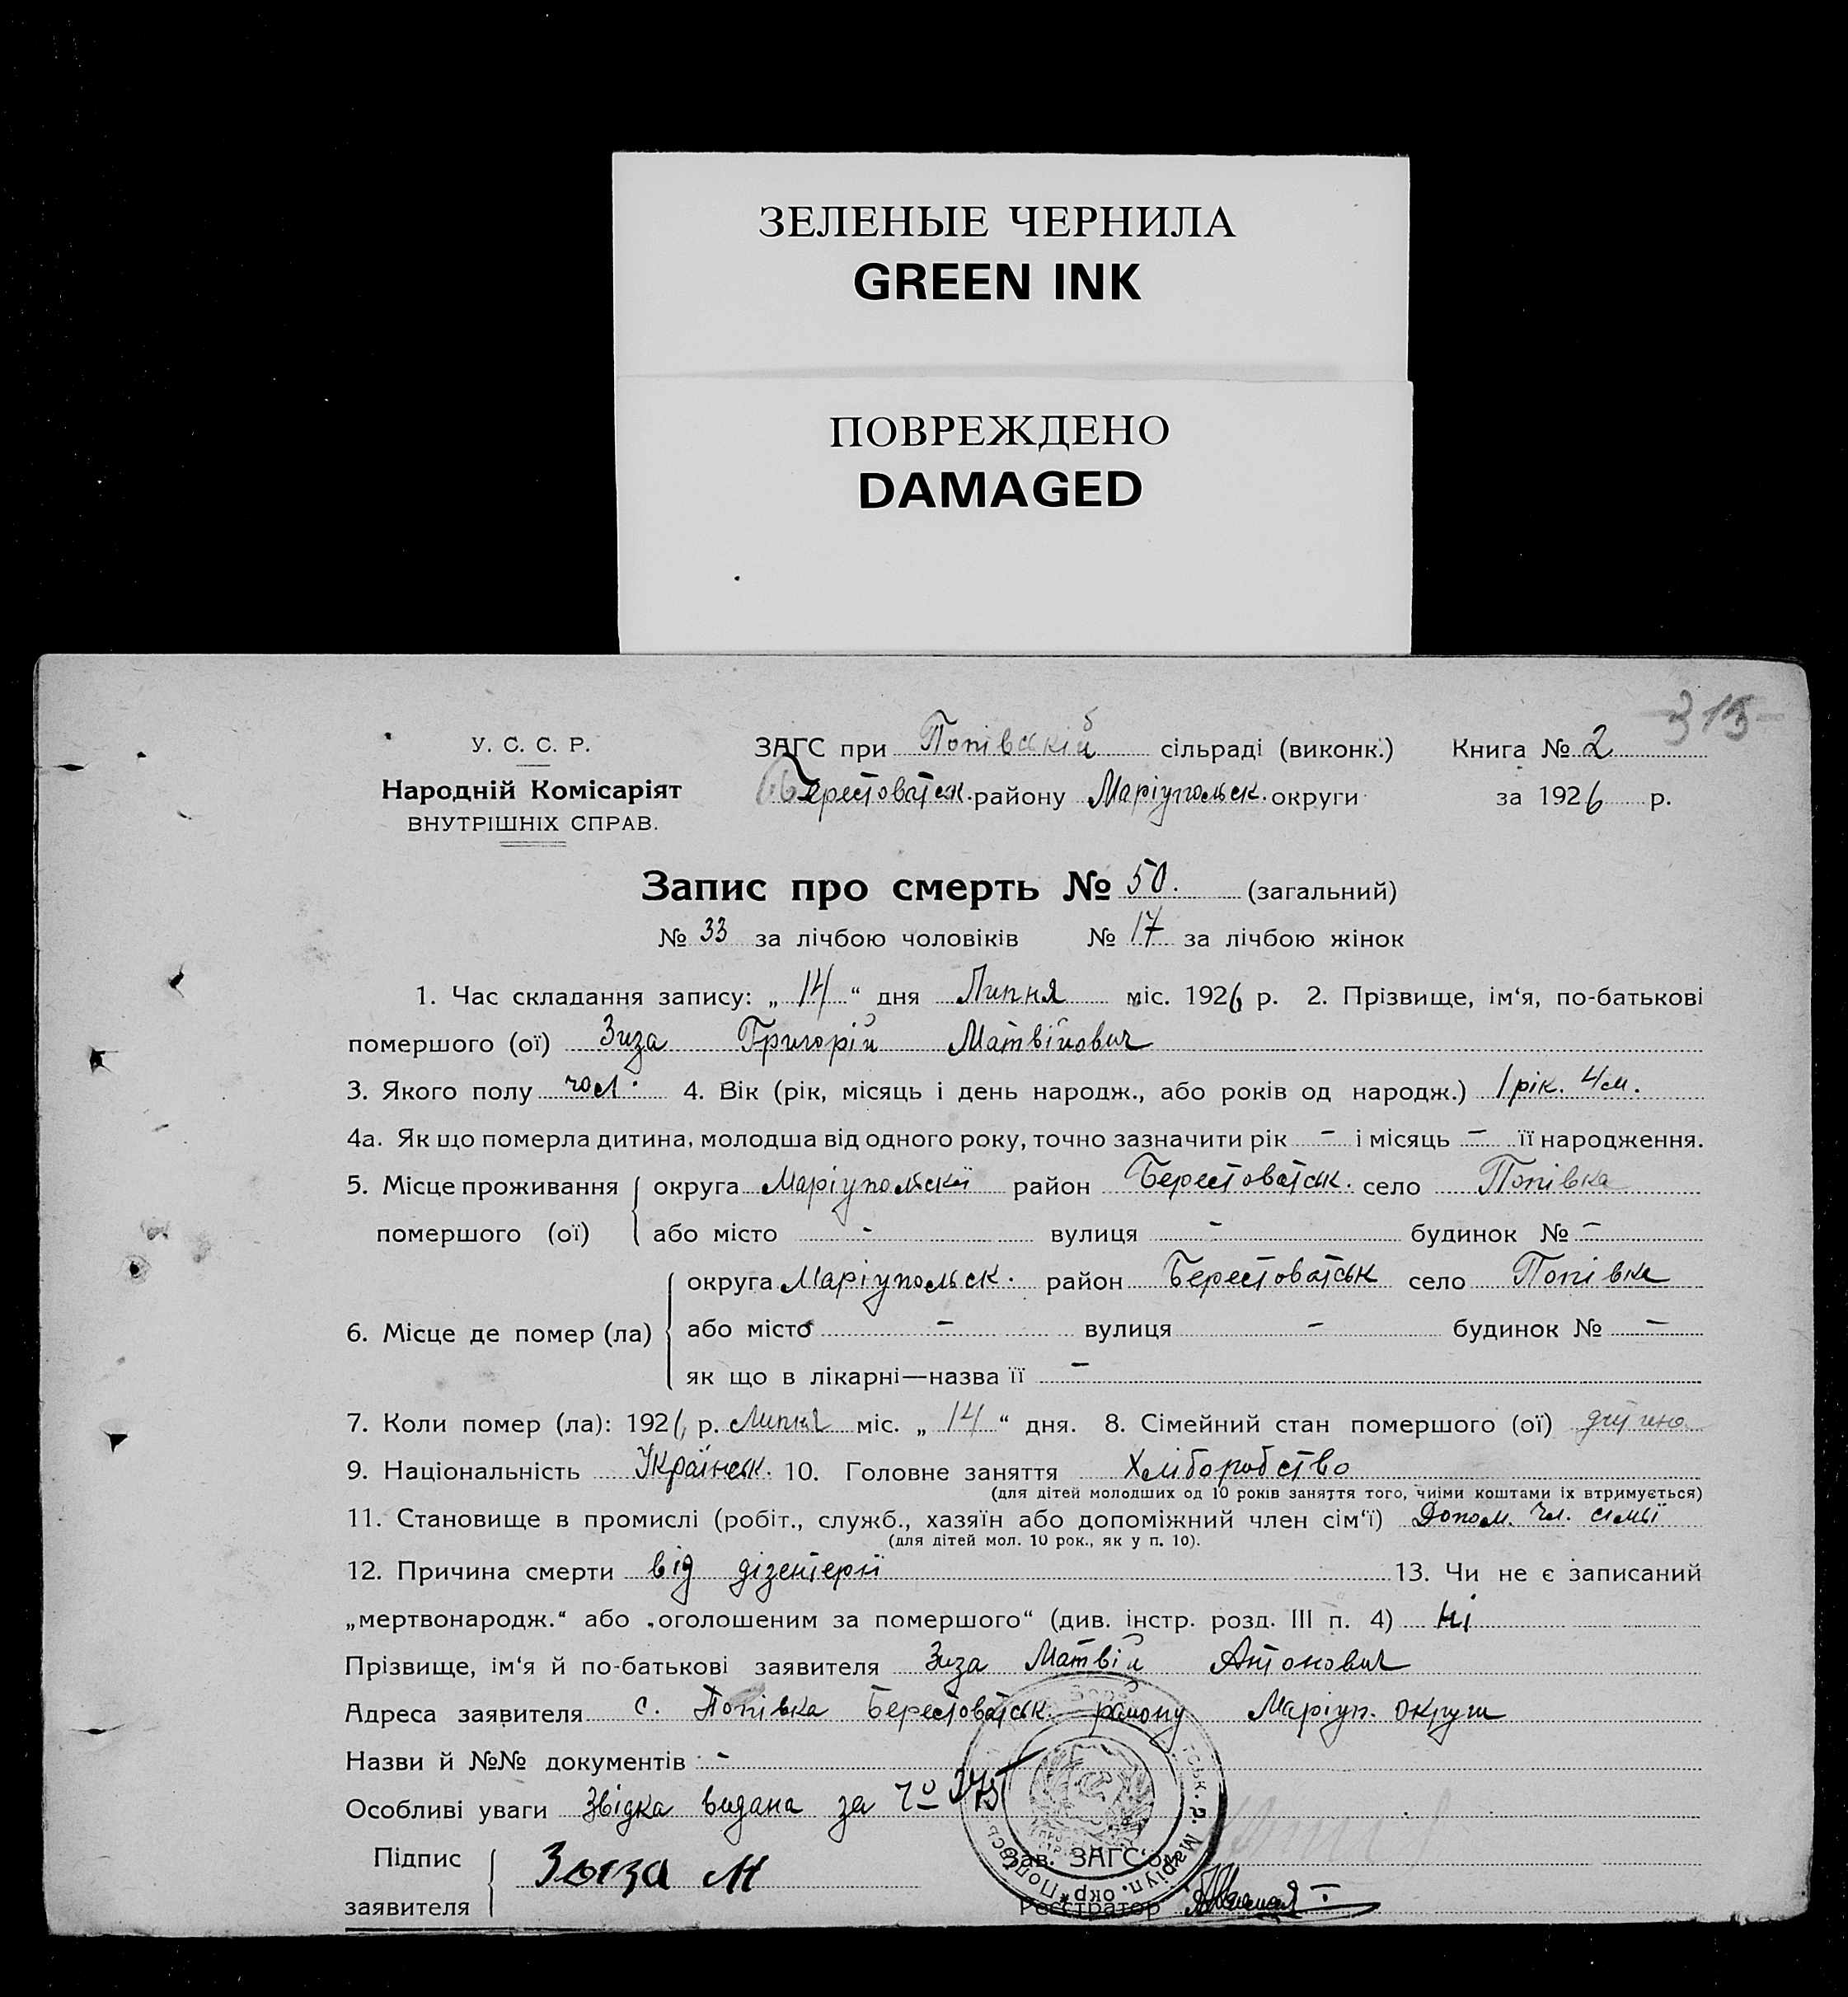 ЗЕЛЕНЫЕ ЧЕРНИЛА
GREEN INK
ПОВРЕЖДЕНО
DAMAGED
315
У. С. С. Р. ЗАГС при Попівській сільраді (виконк.) Книга № 2
Народній Комісаріят Берестоватск. району Маріупольск. округи за 1926 р.
ВНУТРІШНІХ СПРАВ.
Запис про смерть № 50. (загальний)
№ 33 за лічбою чоловіків № 17 за лічбою жінок
1. Час складання запису: „ 14 “ дня Липня міс. 1926 р. 2. Прізвище, ім‘я, по-батькові
помершого (ої) Зиза Григорій Матвійович
3. Якого полу чол. 4. Вік (рік, місяць і день народж., або років од народж.) 1 рік. 4 м.
4а. Як що померла дитина, молодша від одного року, точно зазначити рік - і місяць - її народження.
5. Місце проживання округа Маріупольскій район Берестоватськ. село Попівка
помершого (ої) або місто - вулиця - будинок № -
округа Маріупольск. район Берестоватськ село Попівка
6. Місце де помер (ла) або місто - вулиця - будинок № -
як що в лікарні—назва її -
7. Коли помер (ла): 1926 р. Липня міс. „ 14 “ дня. 8. Сімейний стан помершого (ої)
9. Національність Українськ. 10. Головне заняття Хліборобство
(для дітей молодших од 10 років заняття того, чиїми коштами їх втримується)
11. Становище в промислі (робіт., служб., хазяїн або допоміжний член сім‘ї) Допом. чл. сімьї
(для дітей мол. 10 рок., як у п. 10).
12. Причина смерти від дізентерії 13. Чи не є записаний
„мертвонародж.“ або „оголошеним за помершого“ (див. інстр. розд. III п. 4) ні
Прізвище, ім‘я й по-батькові заявителя Зиза Матвій Антонович
Адреса заявителя с. Попівка Берестоватськ. району Маріуп. округи
Назви й №№ документів -
Особливі уваги Звідка видана за № 375
Підпис Зыза М Зав. ЗАГС‘ом
заявителя Реєстратор